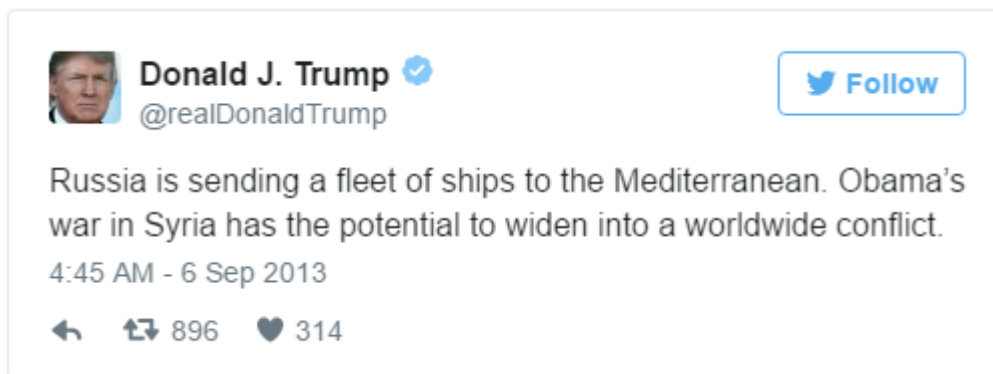 Donald J. Trump
@realDonaldTrump
Follow
Russia is sending a fleet of ships to the Mediterranean. Obama’s
war in Syria has the potential to widen into a worldwide conflict.
4:45 AM - 6 Sep 2013
896 314